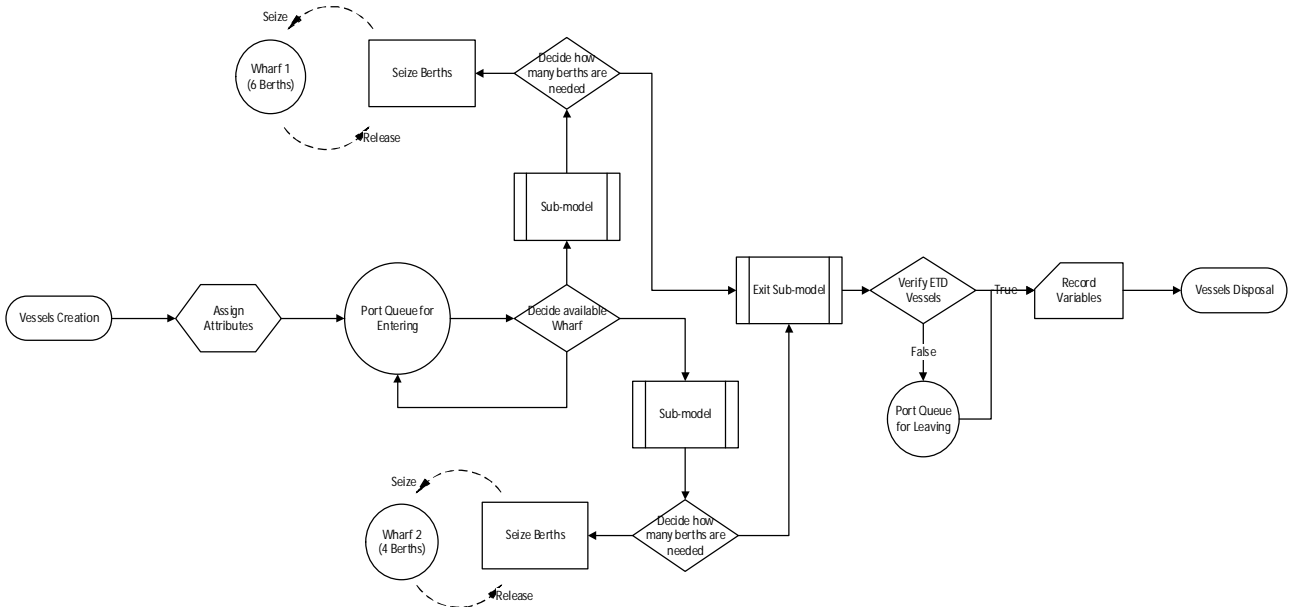 Seize
Wharf 1
(6 Berths)
Release
Seize Berths
Decide how
many berths are
needed
Sub-model
Vessels Creation
Assign
Attributes
Port Queue for
Entering
Decide available
Wharf
Sub-model
Exit Sub-model
Verify ETD
Vessels
True
False
Port Queue
for Leaving
Record
Variables
Vessels Disposal
Seize
Wharf 2
(4 Berths)
Release
Seize Berths
Decide how
many berths are
needed